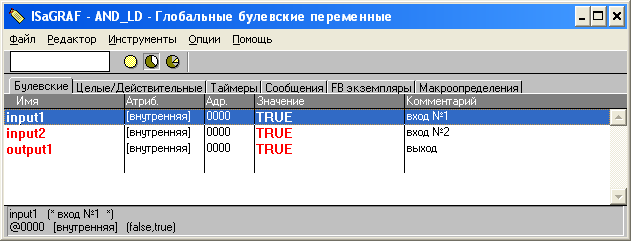 ISaGRAF - AND_LD - Глобальные булевские переменные
Файл Редактор Инструменты Опции Помощь
Булевские Целые/Действительные Таймеры Сообщения FB экземпляры Макроопределения
Имя Атриб. Адр. Значение Комментарий
input1 [внутренняя] 0000 TRUE вход №1
input2 [внутренняя] 0000 TRUE вход №2
output1 [внутренняя] 0000 TRUE выход
input1 (* вход №1 *)
@0000 [внутренняя] (false,true)